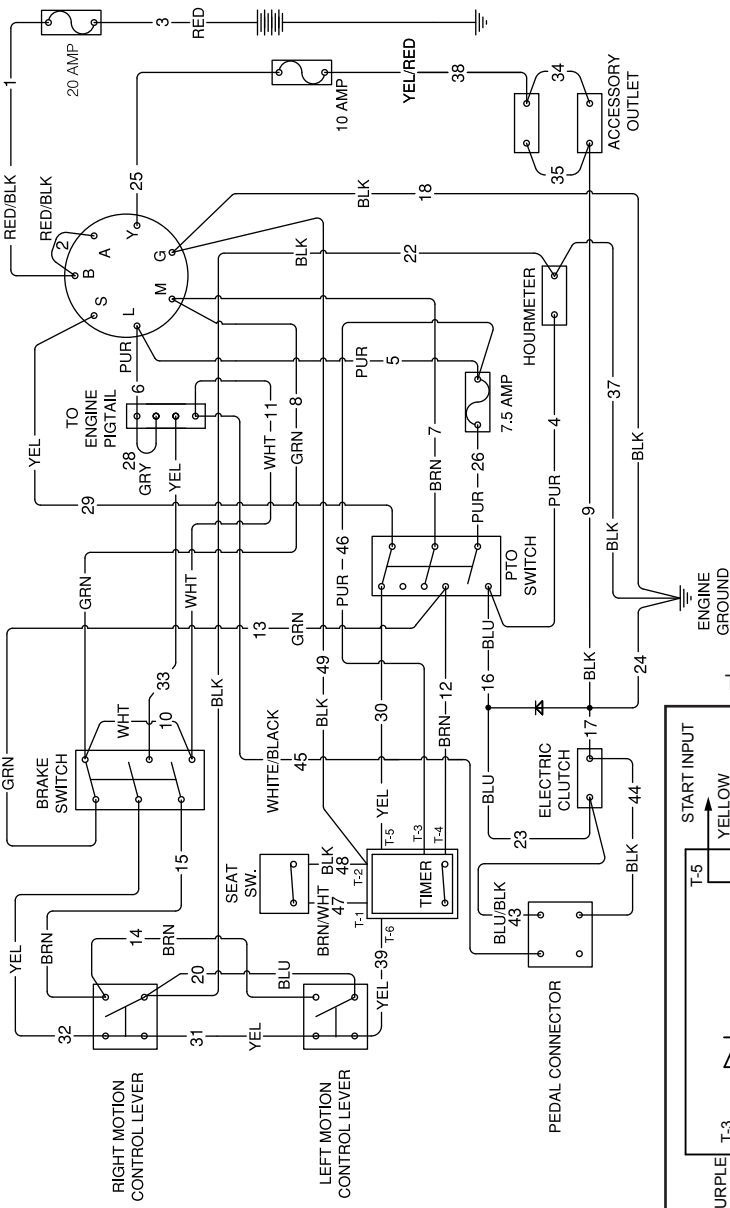 RED/BLK
1
20 AMP
3
RED
RED/BLK
2
B
A
S
Y
L
G
M
25
10 AMP
YEL/RED
38
34
35
ACCESSORY
OUTLET
BLK
18
BLK
22
HOURMETER
PUR
6
TO
ENGINE
PIGTAIL
28
GRY
YEL
WHT
11
GRN
8
PUR
5
7.5 AMP
YEL
29
BRN
7
PUR
26
PUR
4
37
BLK
BLK
9
BLK
GRN
WHT
PUR
46
PTO
SWITCH
GRN
13
33
BLK
49
BLK
BLU
16
30
BRN
12
24
ENGINE
GROUND
GRN
BRAKE
SWITCH
WHT
10
WHITE/BLACK
45
YEL
BLU
17
ELECTRIC
CLUTCH
23
44
BLK
15
SEAT
SW.
BLK
48
BRN/WHT
47
T-1
T-2
T-3
T-4
T-5
T-6
TIMER
BLU/BLK
43
PEDAL CONNECTOR
YEL
BRN
14
BRN
20
BLU
YEL
39
32
31
YEL
RIGHT MOTION
CONTROL LEVER
LEFT MOTION
CONTROL LEVER
START INPUT
YELLOW
T-5
URPLE
T-3